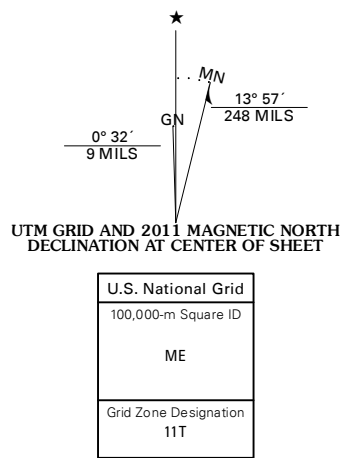 ★
MN
13° 57´
248 MILS
GN
0° 32´
9 MILS
UTM GRID AND 2011 MAGNETIC NORTH
DECLINATION AT CENTER OF SHEET
U.S. National Grid
100,000-m Square ID
ME
Grid Zone Designation
11T